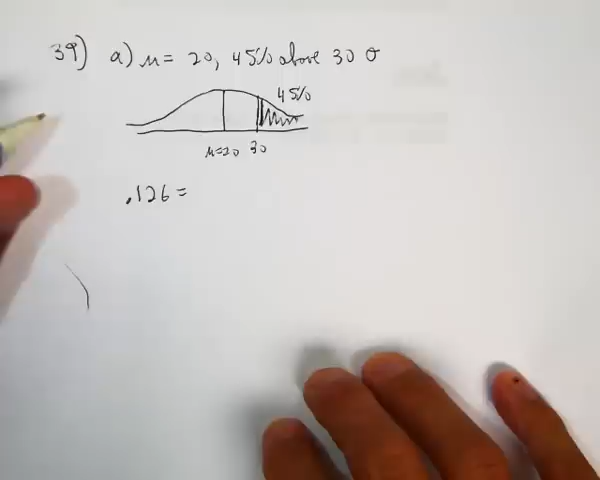 39) a) μ = 20, 45% above 30 σ
45%
μ=20 30
.126 =